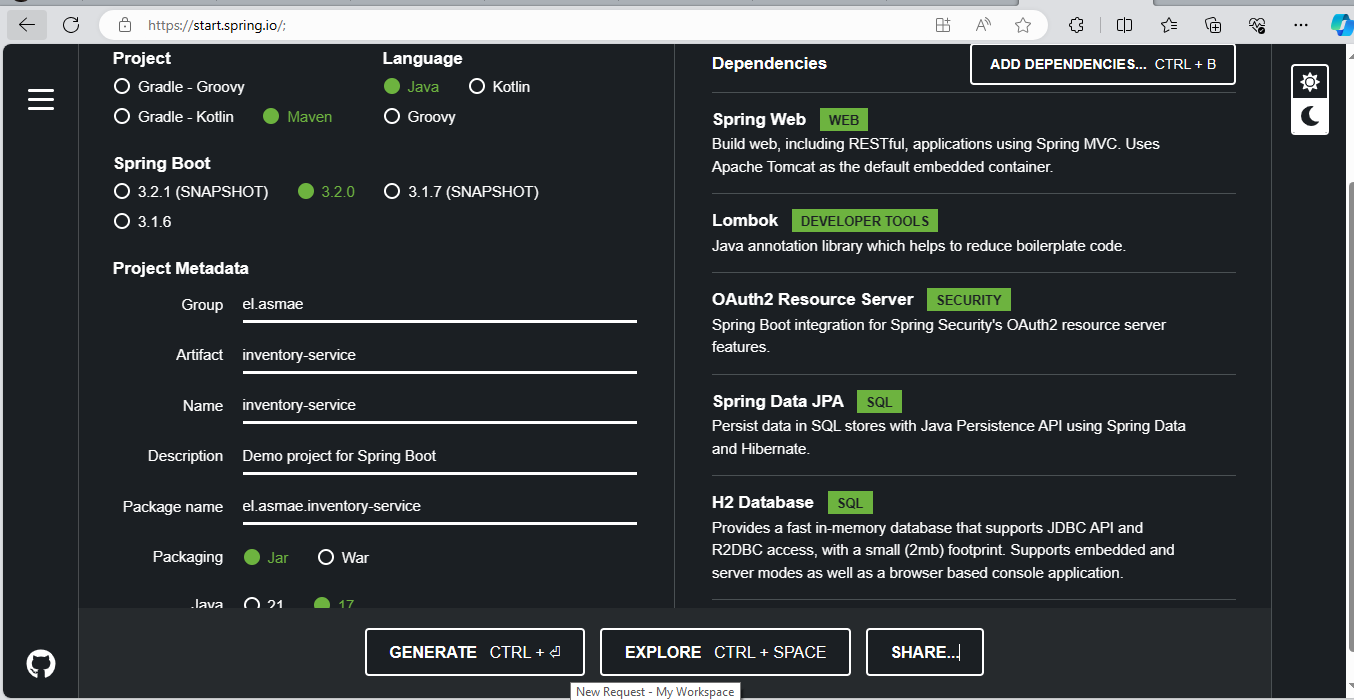 https://start.spring.io/;
Project
Gradle - Groovy
Gradle - Kotlin Maven
Language
Java Kotlin
Groovy
Spring Boot
3.2.1 (SNAPSHOT) 3.2.0 3.1.7 (SNAPSHOT)
3.1.6
Project Metadata
Group el.asmae
Artifact inventory-service
Name inventory-service
Description Demo project for Spring Boot
Package name el.asmae.inventory-service
Packaging Jar War
Java 21 17
Dependencies
ADD DEPENDENCIES... CTRL + B
Spring Web WEB
Build web, including RESTful, applications using Spring MVC. Uses
Apache Tomcat as the default embedded container.
Lombok DEVELOPER TOOLS
Java annotation library which helps to reduce boilerplate code.
OAuth2 Resource Server SECURITY
Spring Boot integration for Spring Security's OAuth2 resource server
features.
Spring Data JPA SQL
Persist data in SQL stores with Java Persistence API using Spring Data
and Hibernate.
H2 Database SQL
Provides a fast in-memory database that supports JDBC API and
R2DBC access, with a small (2mb) footprint. Supports embedded and
server modes as well as a browser based console application.
GENERATE CTRL + ⏎
EXPLORE CTRL + SPACE
SHARE...
New Request - My Workspace